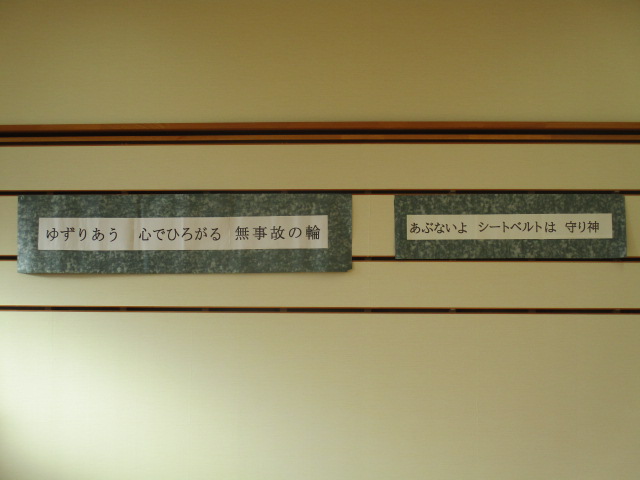 ゆずりあう 心でひろがる 無事故の輪
あぶないよ シートベルトは 守り神